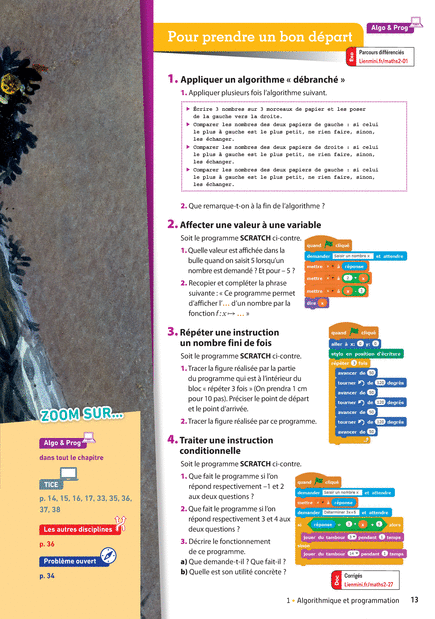 Algo & Prog
Pour prendre un bon départ
Exo
Parcours différenciés
Lienmini.fr/maths2-01
1. Appliquer un algorithme « débranché »
1. Appliquer plusieurs fois l'algorithme suivant.
▶ Écrire 3 nombres sur 3 morceaux de papier et les poser
de la gauche vers la droite.
▶ Comparer les nombres des deux papiers de gauche : si celui
le plus à gauche est le plus petit, ne rien faire, sinon,
les échanger.
▶ Comparer les nombres des deux papiers de droite : si celui
le plus à gauche est le plus petit, ne rien faire, sinon,
les échanger.
▶ Comparer les nombres des deux papiers de gauche : si celui
le plus à gauche est le plus petit, ne rien faire, sinon,
les échanger.
2. Que remarque-t-on à la fin de l'algorithme ?
2. Affecter une valeur à une variable
Soit le programme SCRATCH ci-contre.
1. Quelle valeur est affichée dans la
bulle quand on saisit 5 lorsqu'un
nombre est demandé ? Et pour – 5 ?
2. Recopier et compléter la phrase
suivante : « Ce programme permet
d'afficher l'… d'un nombre par la
fonction f : x ↦ … »
quand cliqué
demander Saisir un nombre x et attendre
mettre à réponse
mettre à
mettre à
dire
3. Répéter une instruction
un nombre fini de fois
Soit le programme SCRATCH ci-contre.
1. Tracer la figure réalisée par la partie
du programme qui est à l'intérieur du
bloc « répéter 3 fois » (On prendra 1 cm
pour 10 pas). Préciser le point de départ
et le point d'arrivée.
2. Tracer la figure réalisée par ce programme.
quand cliqué
aller à x: 0 y: 0
stylo en position d'écriture
répéter 3 fois
avancer de 50
tourner de 120 degrés
avancer de 50
tourner de 120 degrés
avancer de 50
tourner de 120 degrés
avancer de 50
4. Traiter une instruction
conditionnelle
Soit le programme SCRATCH ci-contre.
1. Que fait le programme si l'on
répond respectivement –1 et 2
aux deux questions ?
2. Que fait le programme si l'on
répond respectivement 3 et 4 aux
deux questions ?
3. Décrire le fonctionnement
de ce programme.
a) Que demande-t-il ? Que fait-il ?
b) Quelle est son utilité concrète ?
quand cliqué
demander Saisir un nombre x et attendre
mettre à réponse
demander et attendre
si réponse = alors
jouer du tambour pendant temps
sinon
jouer du tambour pendant temps
Doc
Corrigés
Lienmini.fr/maths2-27
ZOOM SUR...
Algo & Prog
dans tout le chapitre
TICE
p. 14, 15, 16, 17, 33, 35, 36,
37, 38
Les autres disciplines
p. 36
Problème ouvert
p. 34
1 • Algorithmique et programmation 13